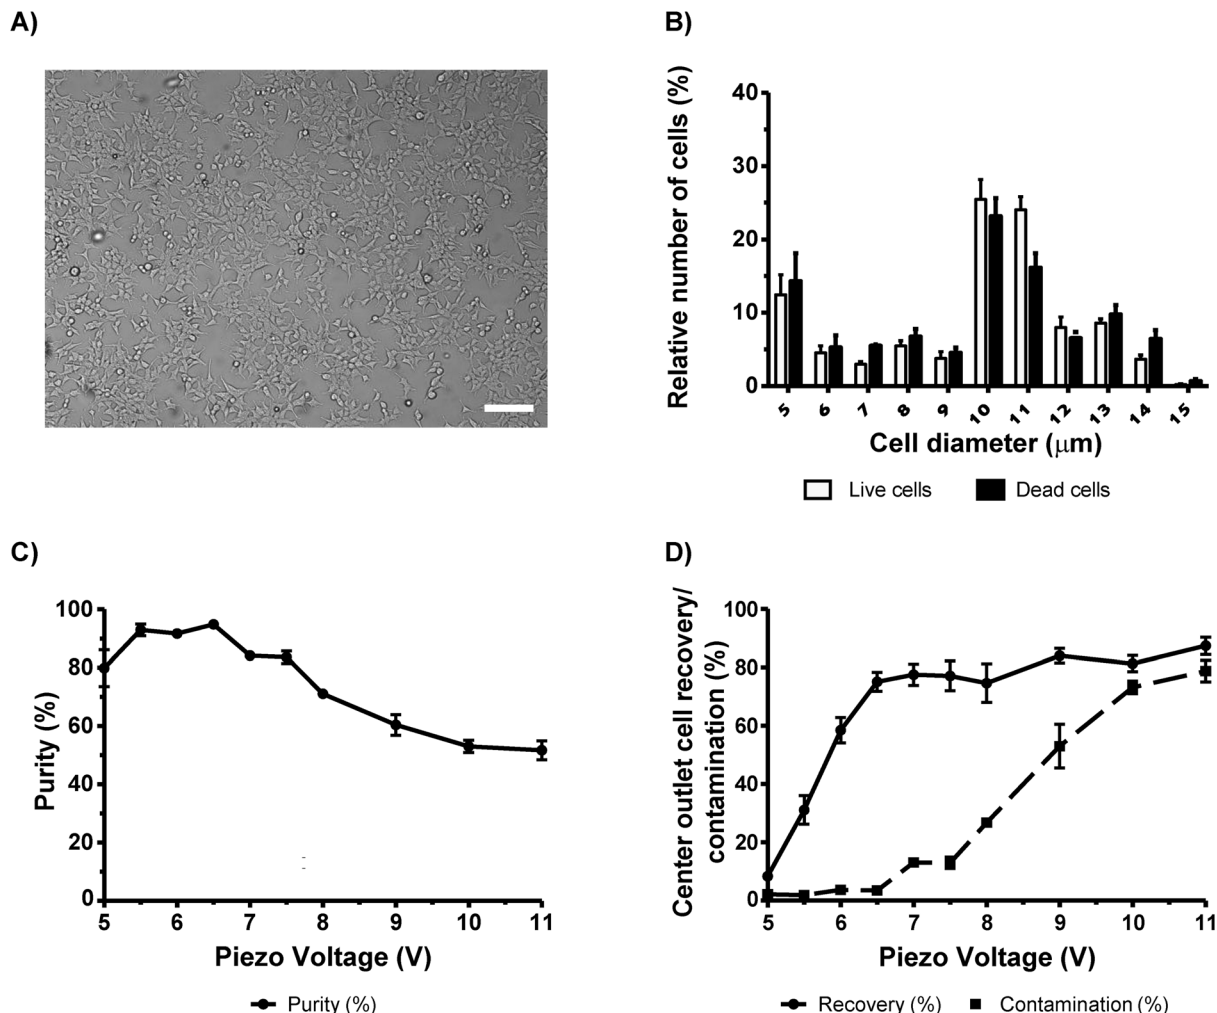 A)
B)
Relative number of cells (%)
40
30
20
10
0
5 6 7 8 9 10 11 12 13 14 15
Cell diameter (μm)
Live cells Dead cells
C)
Purity (%)
100
80
60
40
20
0
5 6 7 8 9 10 11
Piezo Voltage (V)
Purity (%)
D)
Center outlet cell recovery/
contamination (%)
100
80
60
40
20
0
5 6 7 8 9 10 11
Piezo Voltage (V)
Recovery (%) Contamination (%)